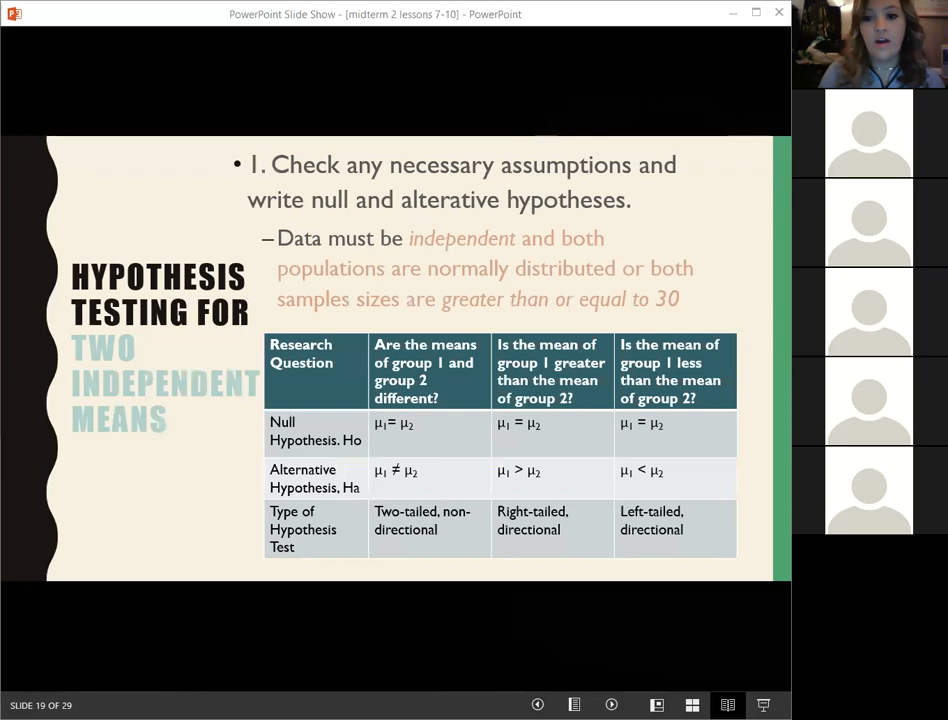 PowerPoint Slide Show - [midterm 2 lessons 7-10] - PowerPoint
• 1. Check any necessary assumptions and
write null and alterative hypotheses.
– Data must be independent and both
populations are normally distributed or both
samples sizes are greater than or equal to 30
HYPOTHESIS
TESTING FOR
TWO
INDEPENDENT
MEANS
Research
Question
Are the means
of group 1 and
group 2
different?
Is the mean of
group 1 greater
than the mean
of group 2?
Is the mean of
group 1 less
than the mean
of group 2?
Null
Hypothesis. Ho
μ₁= μ₂
μ₁ = μ₂
μ₁ = μ₂
Alternative
Hypothesis, Ha
μ₁ ≠ μ₂
μ₁ > μ₂
μ₁ < μ₂
Type of
Hypothesis
Test
Two-tailed, non-
directional
Right-tailed,
directional
Left-tailed,
directional
SLIDE 19 OF 29